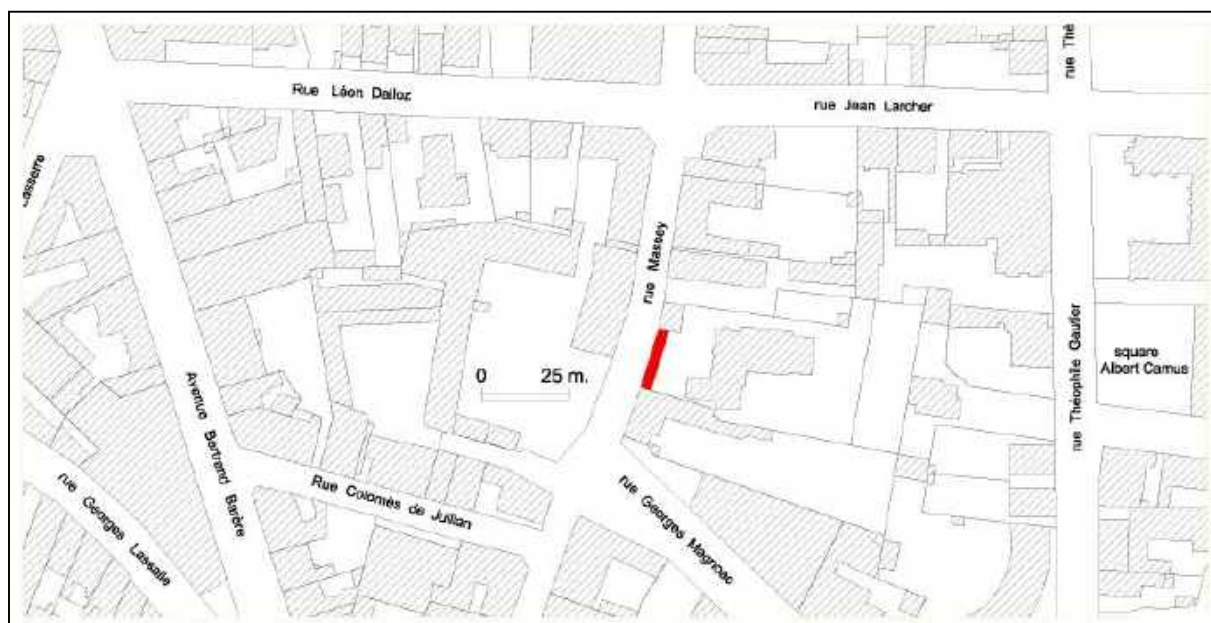 rue Thé
Rue Léon Dalloz
rue Jean Larcher
Lasserre
rue Massey
0 25 m.
square
Albert Camus
rue Théophile Gautier
Avenue Bertrand Barère
rue Georges Lassalle
Rue Colomès de Juillan
rue Georges Magnoac